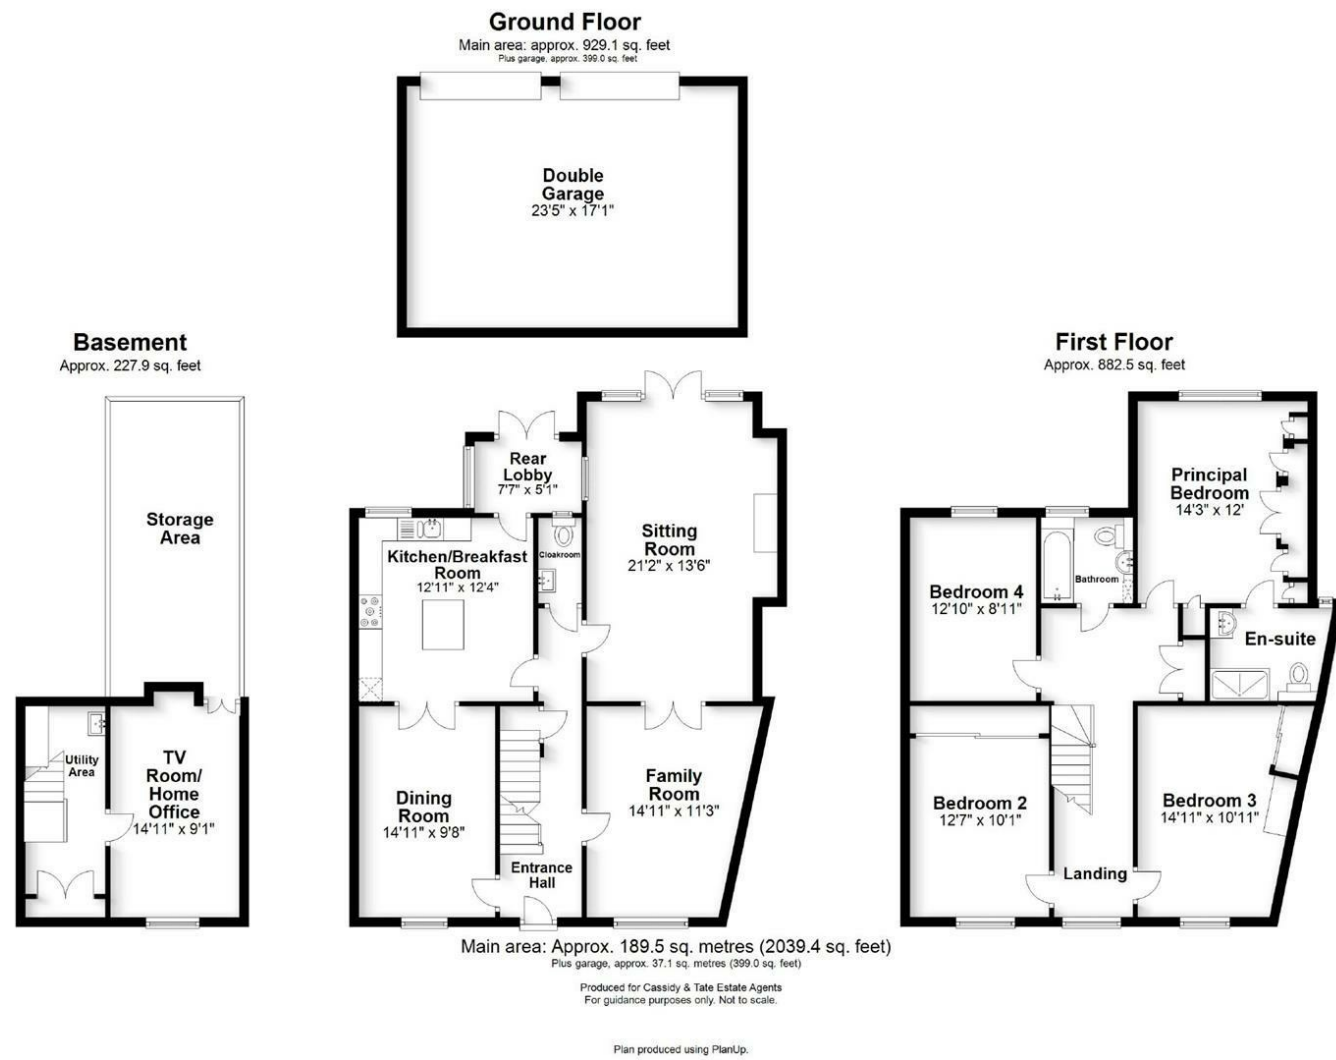 Ground Floor
Main area: approx. 929.1 sq. feet
Plus garage, approx. 399.0 sq. feet
Double
Garage
23'5" x 17'1"
Basement
Approx. 227.9 sq. feet
Storage
Area
Utility
Area
TV
Room/
Home
Office
14'11" x 9'1"
Rear
Lobby
7'7" x 5'1"
Kitchen/Breakfast
Room
12'11" x 12'4"
Cloakroom
Sitting
Room
21'2" x 13'6"
Dining
Room
14'11" x 9'8"
Entrance
Hall
Family
Room
14'11" x 11'3"
First Floor
Approx. 882.5 sq. feet
Principal
Bedroom
14'3" x 12'
Bedroom 4
12'10" x 8'11"
Bathroom
En-suite
Bedroom 2
12'7" x 10'1"
Landing
Bedroom 3
14'11" x 10'11"
Main area: Approx. 189.5 sq. metres (2039.4 sq. feet)
Plus garage, approx. 37.1 sq. metres (399.0 sq. feet)
Produced for Cassidy & Tate Estate Agents
For guidance purposes only. Not to scale.
Plan produced using PlanUp.